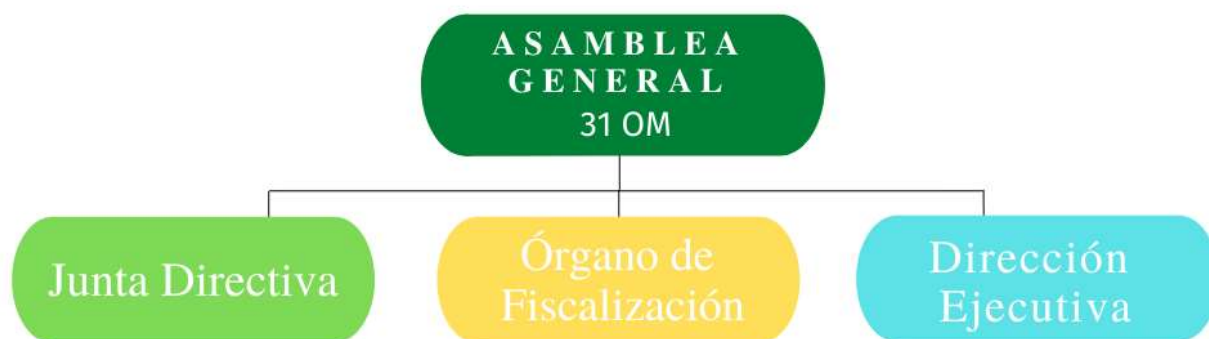 ASAMBLEA
GENERAL
31 OM
Junta Directiva
Órgano de
Fiscalización
Dirección
Ejecutiva